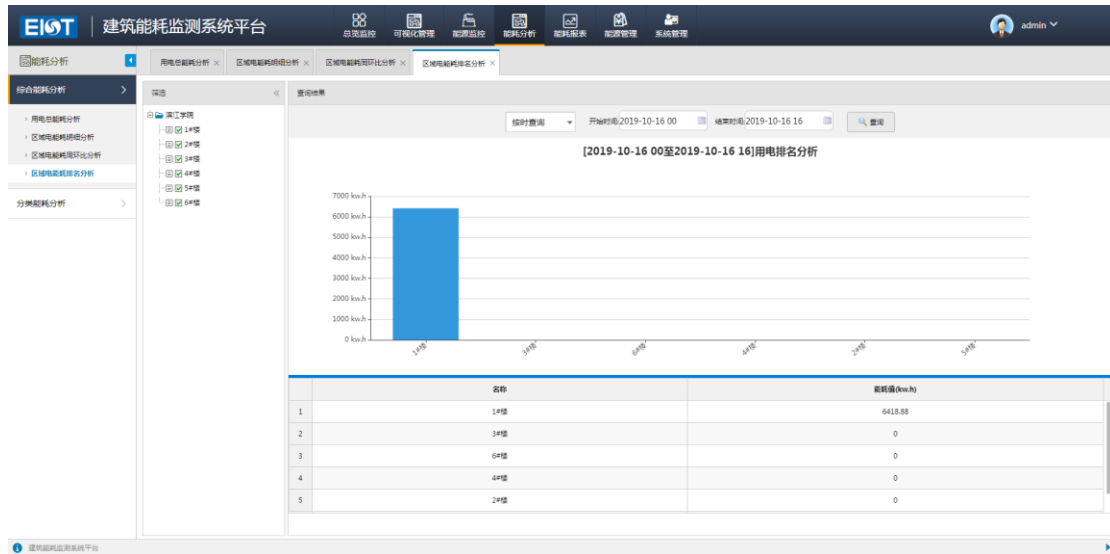 EIOT 建筑能耗监测系统平台
总览监控 可视化管理 能源监控 能耗分析 能耗报表 能源管理 系统管理
admin
能耗分析
用电总能耗分析 × 区域电能耗明细分析 × 区域电能耗同环比分析 × 区域电能耗排名分析 ×
综合能耗分析
用电总能耗分析
区域电能耗明细分析
区域电能耗同环比分析
区域电能耗排名分析
分类能耗分析
筛选
滨江学院
1#楼
2#楼
3#楼
4#楼
5#楼
6#楼
查询结果
按时查询 开始时间:2019-10-16 00 结束时间:2019-10-16 16 查询
[2019-10-16 00至2019-10-16 16]用电排名分析
7000 kw.h
6000 kw.h
5000 kw.h
4000 kw.h
3000 kw.h
2000 kw.h
1000 kw.h
0 kw.h
1#楼 3#楼 6#楼 4#楼 2#楼 5#楼
名称 能耗值(kw.h)
1 1#楼 6418.88
2 3#楼 0
3 6#楼 0
4 4#楼 0
5 2#楼 0
建筑能耗监测系统平台